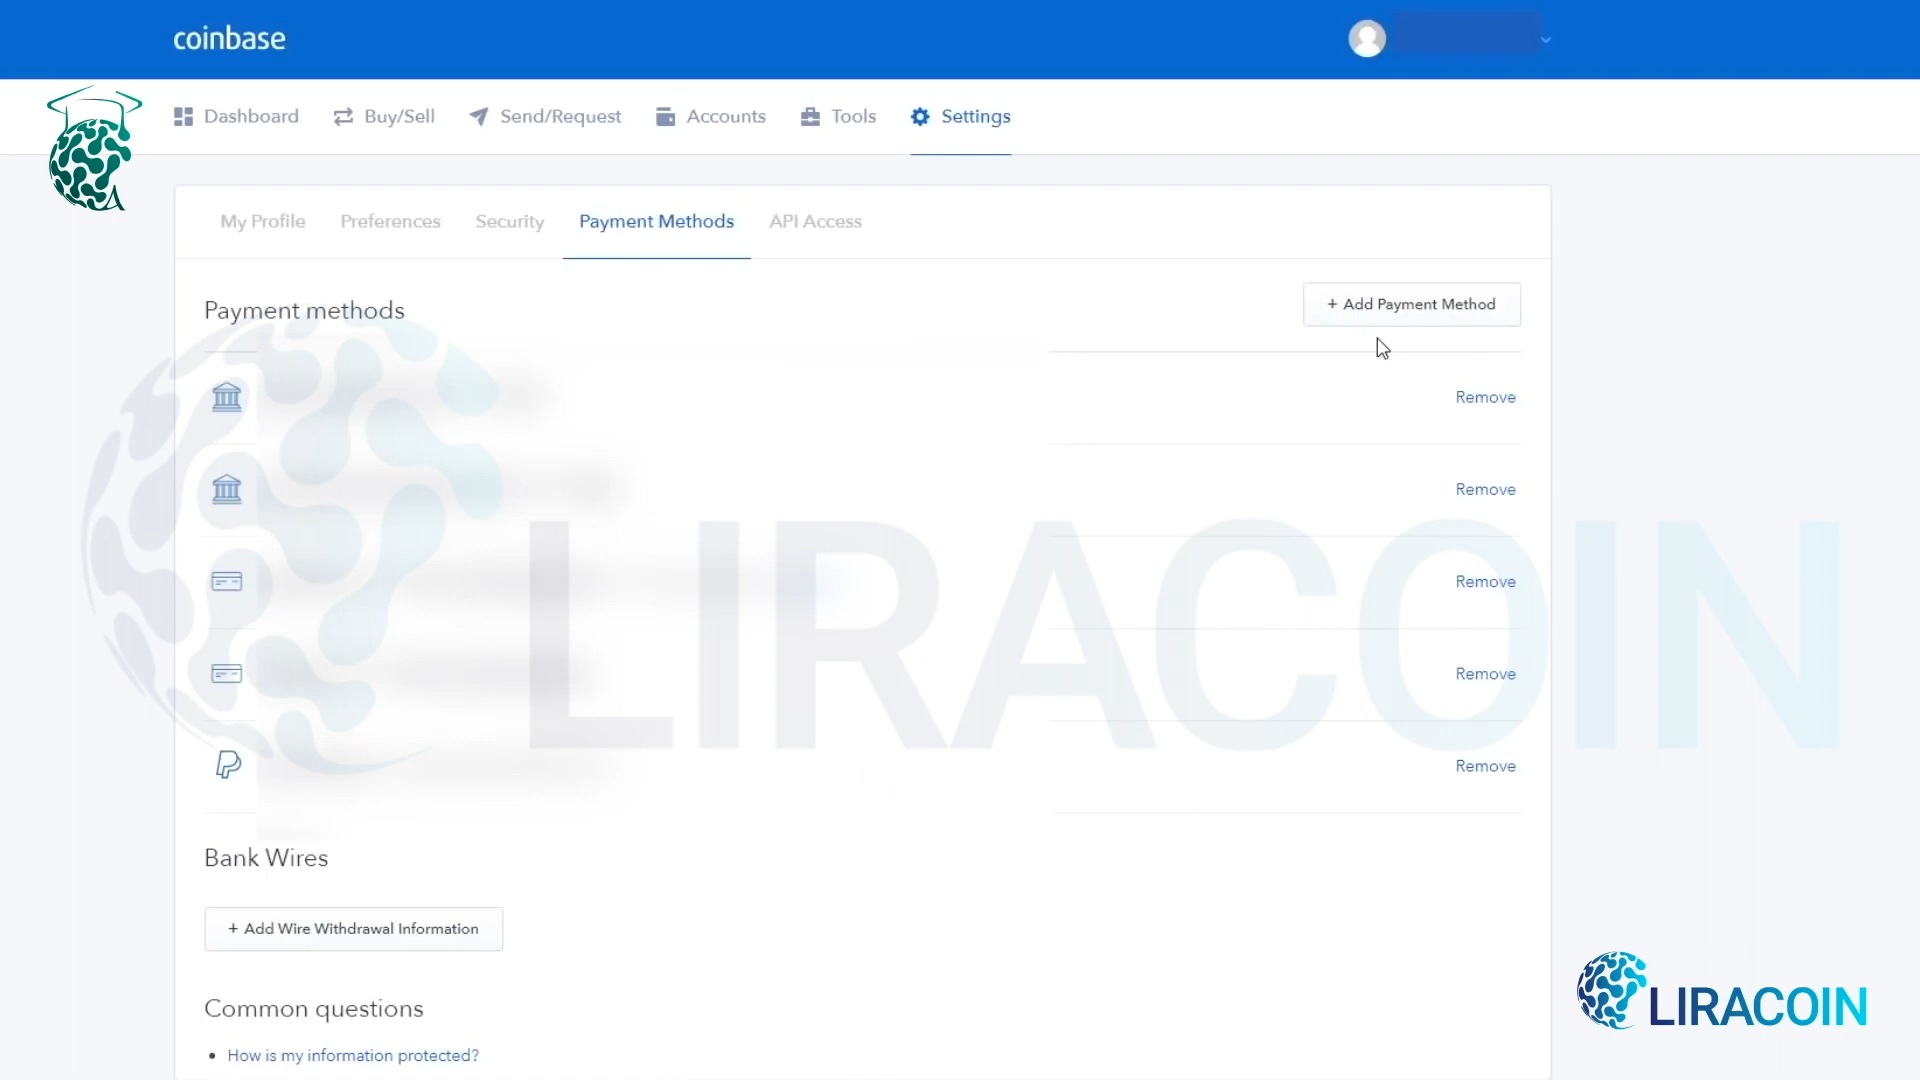 coinbase
Dashboard Buy/Sell Send/Request Accounts Tools Settings
My Profile Preferences Security Payment Methods API Access
Payment methods
+ Add Payment Method
Remove
Remove
Remove
Remove
Remove
LIRACOIN
Bank Wires
+ Add Wire Withdrawal Information
Common questions
• How is my information protected?
LIRACOIN